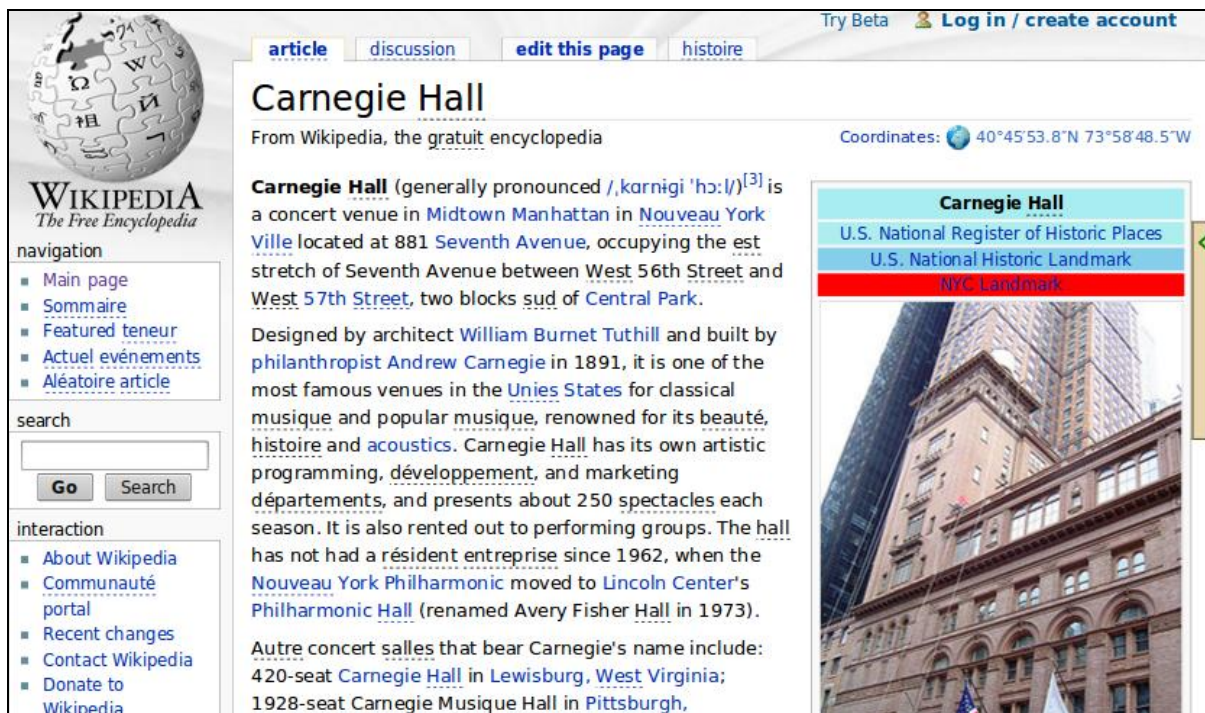 Try Beta Log in / create account
article discussion edit this page histoire
Carnegie Hall
From Wikipedia, the gratuit encyclopedia
Coordinates: 40°45′53.8″N 73°58′48.5″W
WIKIPEDIA
The Free Encyclopedia
navigation
Main page
Sommaire
Featured teneur
Actuel evénements
Aléatoire article
search
Go Search
interaction
About Wikipedia
Communauté
portal
Recent changes
Contact Wikipedia
Donate to
Wikipedia
Carnegie Hall (generally pronounced /ˌkɑrnɨgi 'hɔːl/)[3] is
a concert venue in Midtown Manhattan in Nouveau York
Ville located at 881 Seventh Avenue, occupying the est
stretch of Seventh Avenue between West 56th Street and
West 57th Street, two blocks sud of Central Park.
Designed by architect William Burnet Tuthill and built by
philanthropist Andrew Carnegie in 1891, it is one of the
most famous venues in the Unies States for classical
musique and popular musique, renowned for its beauté,
histoire and acoustics. Carnegie Hall has its own artistic
programming, développement, and marketing
départements, and presents about 250 spectacles each
season. It is also rented out to performing groups. The hall
has not had a résident entreprise since 1962, when the
Nouveau York Philharmonic moved to Lincoln Center's
Philharmonic Hall (renamed Avery Fisher Hall in 1973).
Autre concert salles that bear Carnegie's name include:
420-seat Carnegie Hall in Lewisburg, West Virginia;
1928-seat Carnegie Musique Hall in Pittsburgh,
Carnegie Hall
U.S. National Register of Historic Places
U.S. National Historic Landmark
NYC Landmark